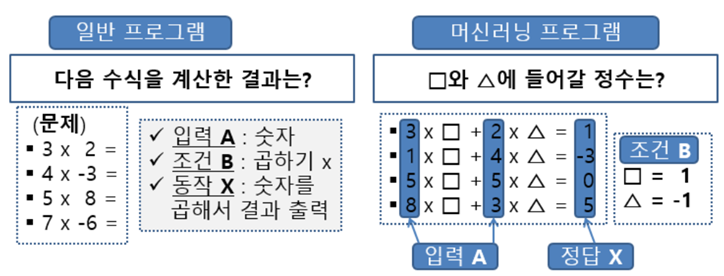 일반 프로그램
다음 수식을 계산한 결과는?
(문제)
▪ 3 x 2 =
▪ 4 x -3 =
▪ 5 x 8 =
▪ 7 x -6 =
✓ 입력 A : 숫자
✓ 조건 B : 곱하기 x
✓ 동작 X : 숫자를
곱해서 결과 출력
머신러닝 프로그램
□와 △에 들어갈 정수는?
▪ 3 x □ + 2 x △ = 1
▪ 1 x □ + 4 x △ = -3
▪ 5 x □ + 5 x △ = 0
▪ 8 x □ + 3 x △ = 5
입력 A
정답 X
조건 B
□ = 1
△ = -1